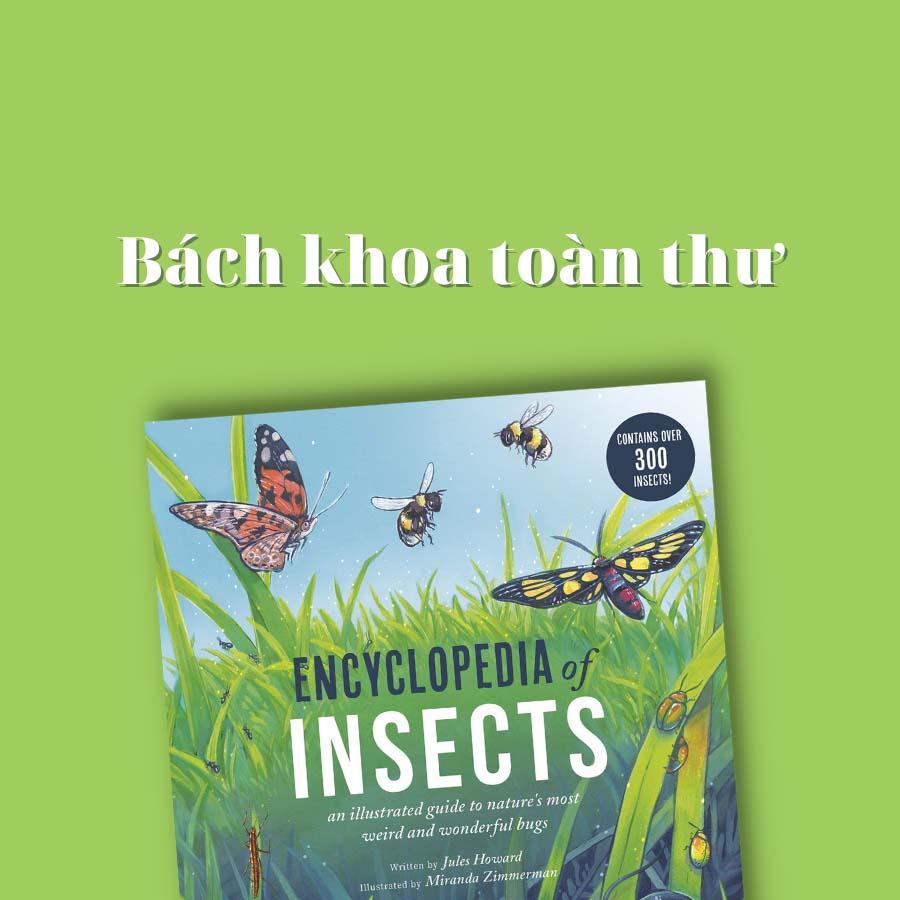 Bách khoa toàn thư
CONTAINS OVER
300
INSECTS!
ENCYCLOPEDIA of
INSECTS
an illustrated guide to nature's most
weird and wonderful bugs
Written by Jules Howard
Illustrated by Miranda Zimmerman